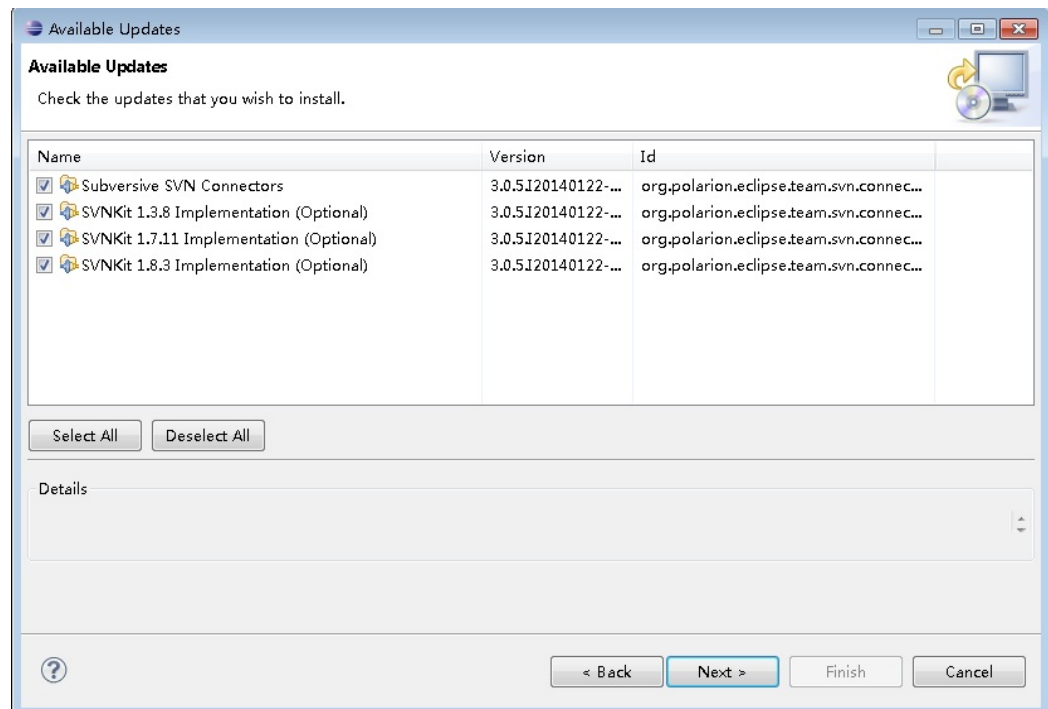 Available Updates
Available Updates
Check the updates that you wish to install.
Name Version Id
Subversive SVN Connectors 3.0.5.I20140122-... org.polarion.eclipse.team.svn.connec...
SVNKit 1.3.8 Implementation (Optional) 3.0.5.I20140122-... org.polarion.eclipse.team.svn.connec...
SVNKit 1.7.11 Implementation (Optional) 3.0.5.I20140122-... org.polarion.eclipse.team.svn.connec...
SVNKit 1.8.3 Implementation (Optional) 3.0.5.I20140122-... org.polarion.eclipse.team.svn.connec...
Select All Deselect All
Details
? < Back Next > Finish Cancel